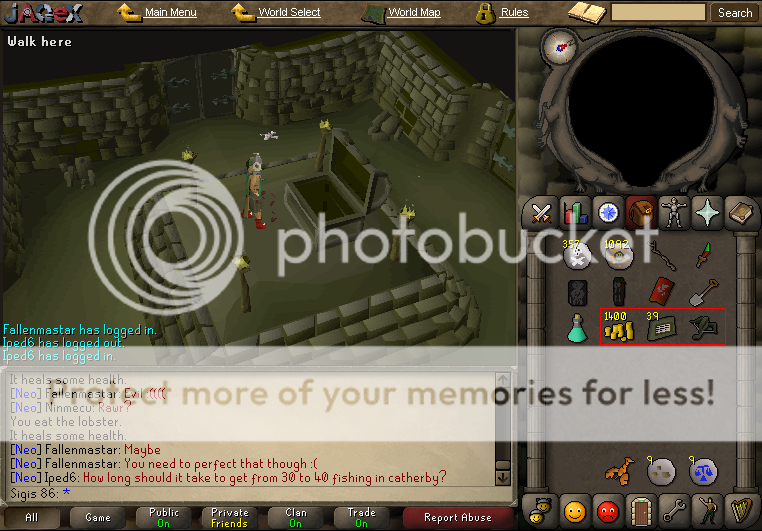 JAGeX Main Menu World Select World Map Rules Search
Walk here
357 1092
1400 39
photobucket
Fallenmastar has logged in.
Iped6 has logged out.
Iped6 has logged in.
Protect more of your memories for less!
It heals some health.
[Neo] Fallenmastar: Evil :((((
[Neo] Ninmecu: Rawr?
You eat the lobster.
It heals some health.
[Neo] Fallenmastar: Maybe
[Neo] Fallenmastar: You need to perfect that though :(
[Neo] Iped6: How long should it take to get from 30 to 40 fishing in catherby?
Sigis 86: *
9 9
All Game Public On Private Friends Clan On Trade On Report Abuse